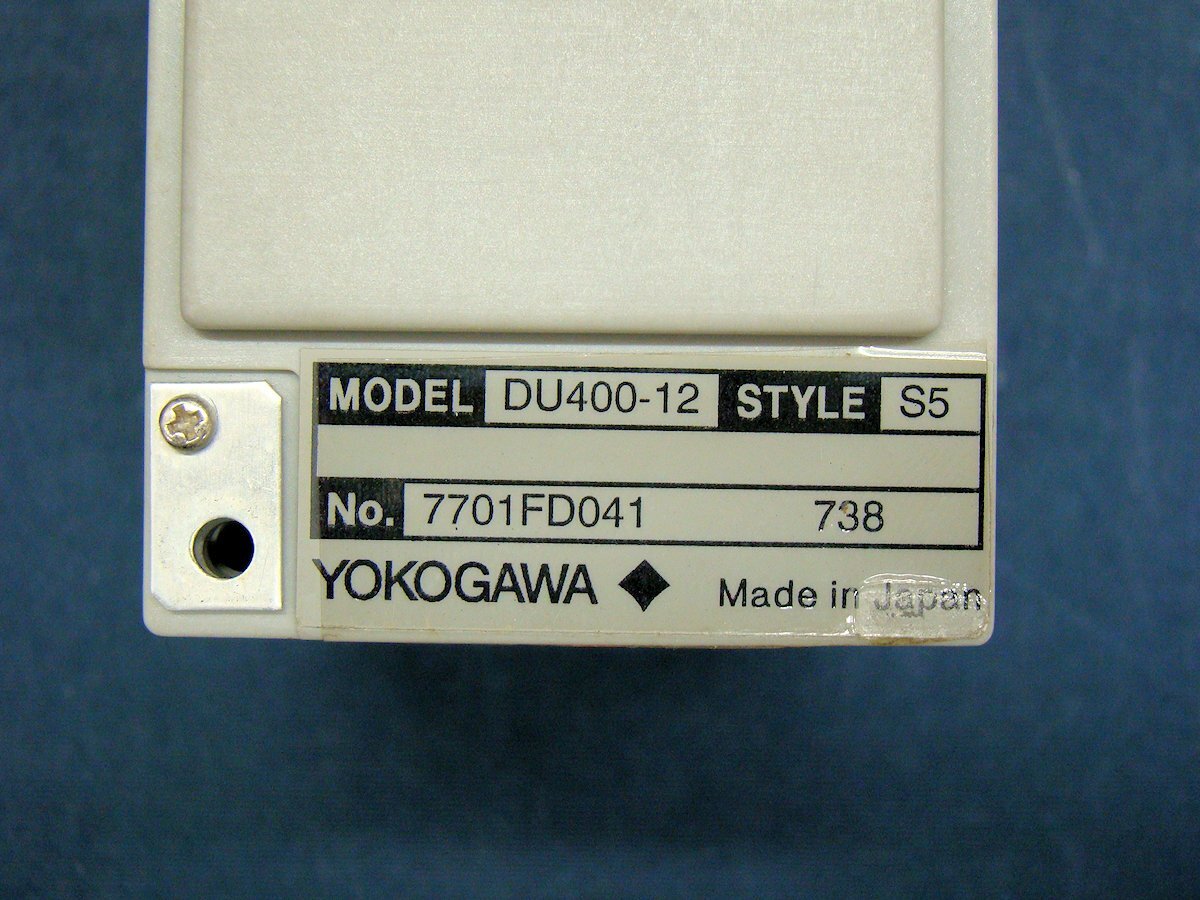 MODEL DU400-12 STYLE S5
No. 7701FD041 738
YOKOGAWA Made in Japan